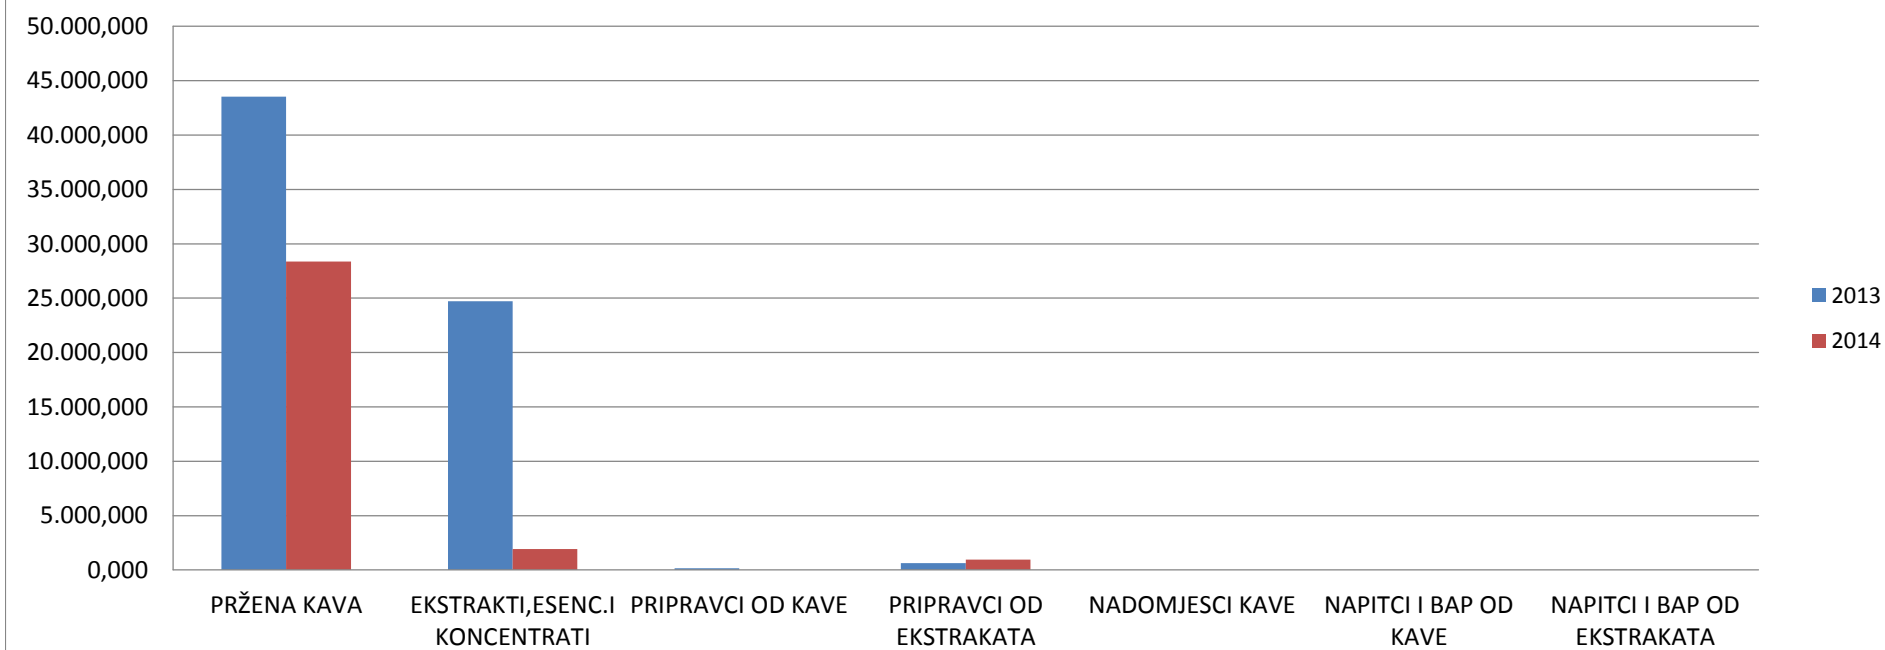 50.000,000
45.000,000
40.000,000
35.000,000
30.000,000
25.000,000
20.000,000
15.000,000
10.000,000
5.000,000
0,000
PRŽENA KAVA
EKSTRAKTI,ESENC.I
KONCENTRATI
PRIPRAVCI OD KAVE
PRIPRAVCI OD
EKSTRAKATA
NADOMJESCI KAVE
NAPITCI I BAP OD
KAVE
NAPITCI I BAP OD
EKSTRAKATA
2013
2014